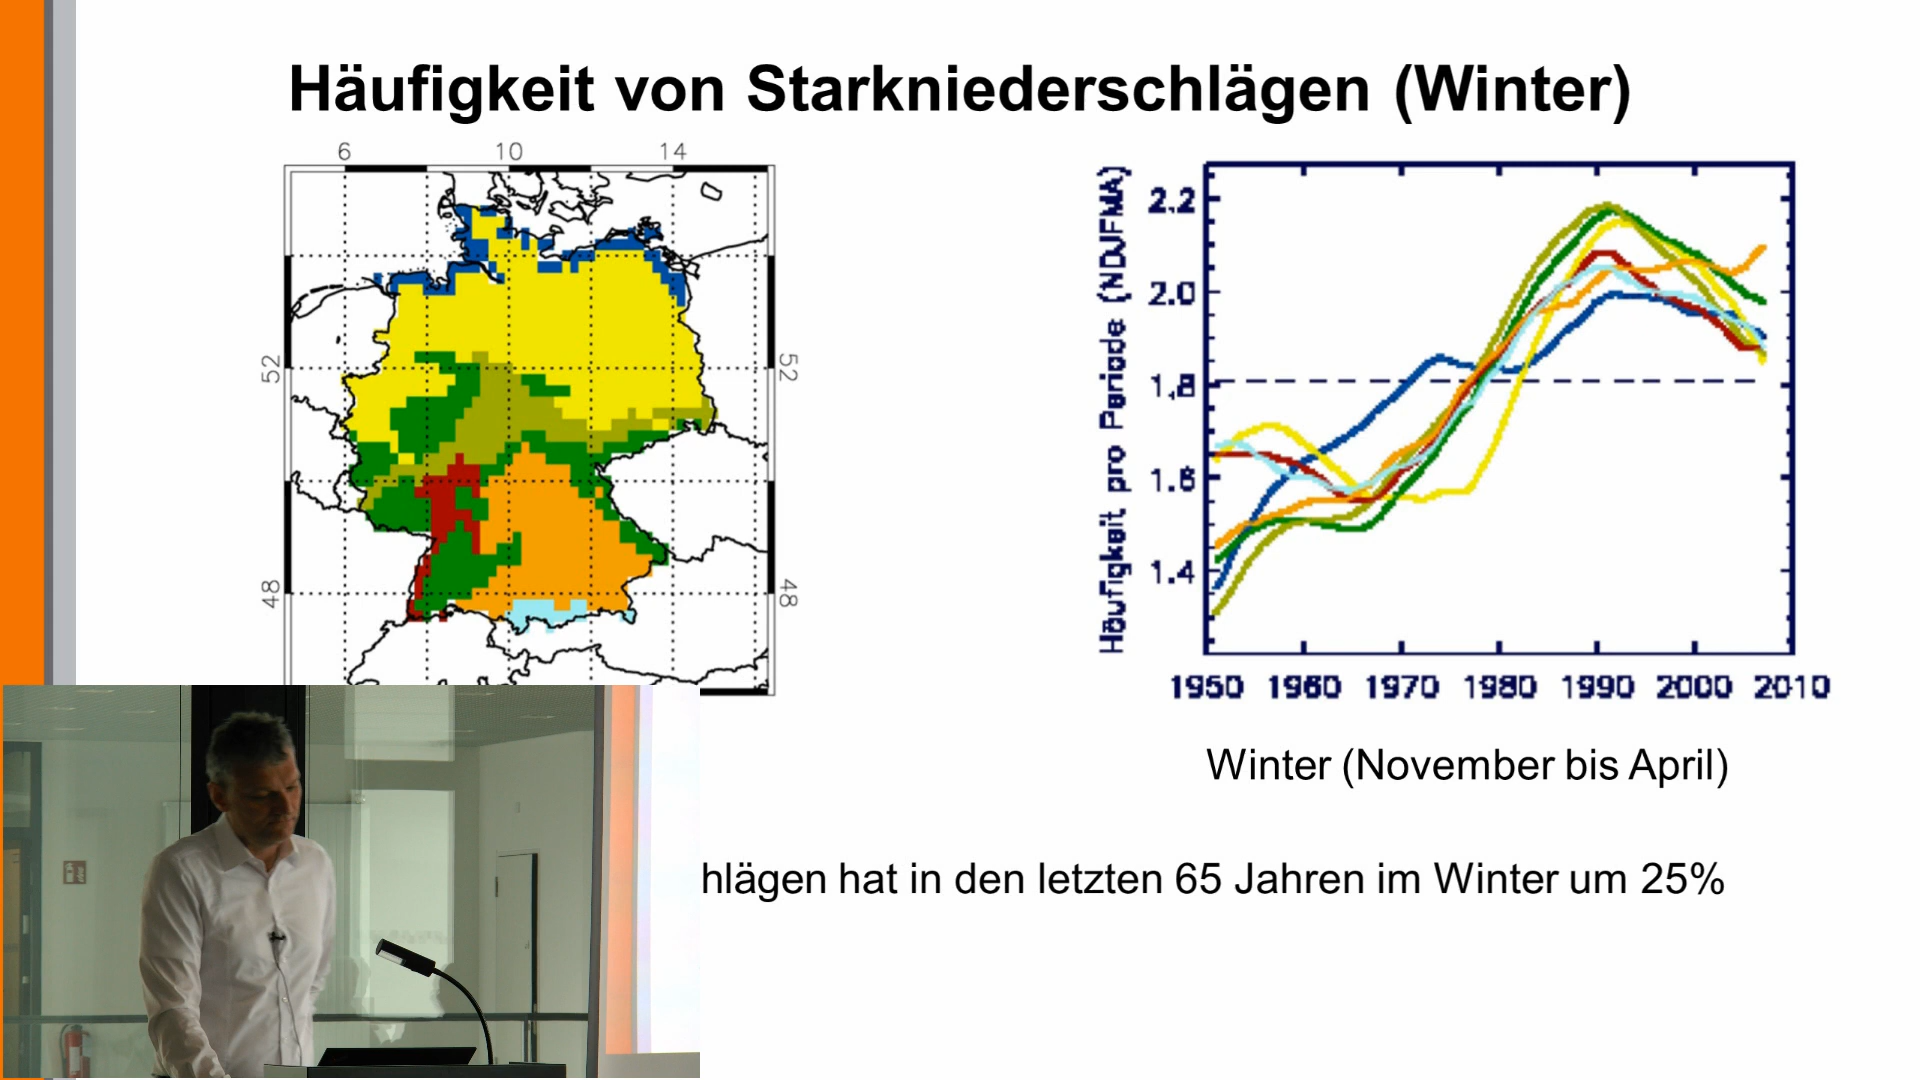 Häufigkeit von Starkniederschlägen (Winter)
6 10 14
52 52
48 48
Häufigkeit pro Periode (NDJFMA)
2.2
2.0
1.8
1.6
1.4
1950 1960 1970 1980 1990 2000 2010
Winter (November bis April)
hlägen hat in den letzten 65 Jahren im Winter um 25%